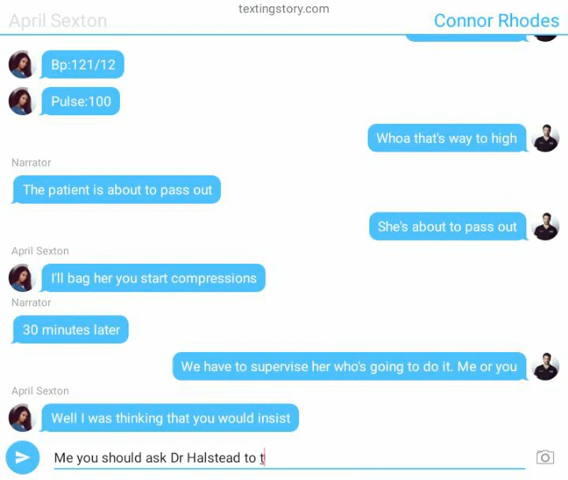 textingstory.com
April Sexton
Connor Rhodes
Bp:121/12
Pulse:100
Whoa that's way to high
Narrator
The patient is about to pass out
She's about to pass out
April Sexton
I'll bag her you start compressions
Narrator
30 minutes later
We have to supervise her who's going to do it. Me or you
April Sexton
Well I was thinking that you would insist
Me you should ask Dr Halstead to t